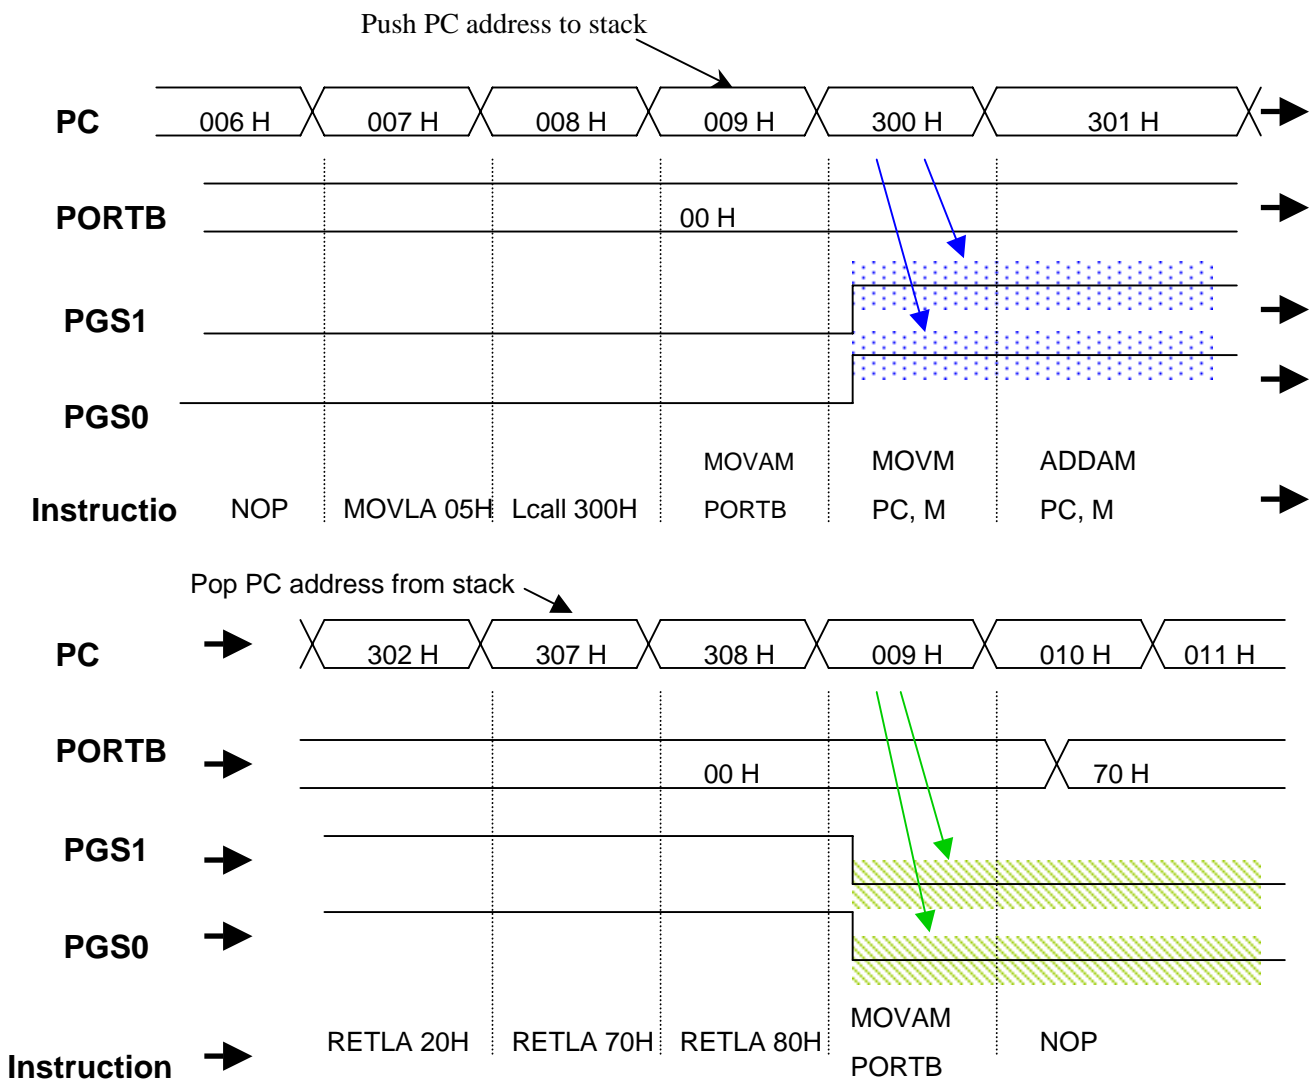 Push PC address to stack
PC 006 H 007 H 008 H 009 H 300 H 301 H
PORTB 00 H
PGS1
PGS0
MOVAM MOVM ADDAM
Instructio NOP MOVLA 05H Lcall 300H PORTB PC, M PC, M
Pop PC address from stack
PC 302 H 307 H 308 H 009 H 010 H 011 H
PORTB 00 H 70 H
PGS1
PGS0
RETLA 20H RETLA 70H RETLA 80H MOVAM NOP
Instruction PORTB